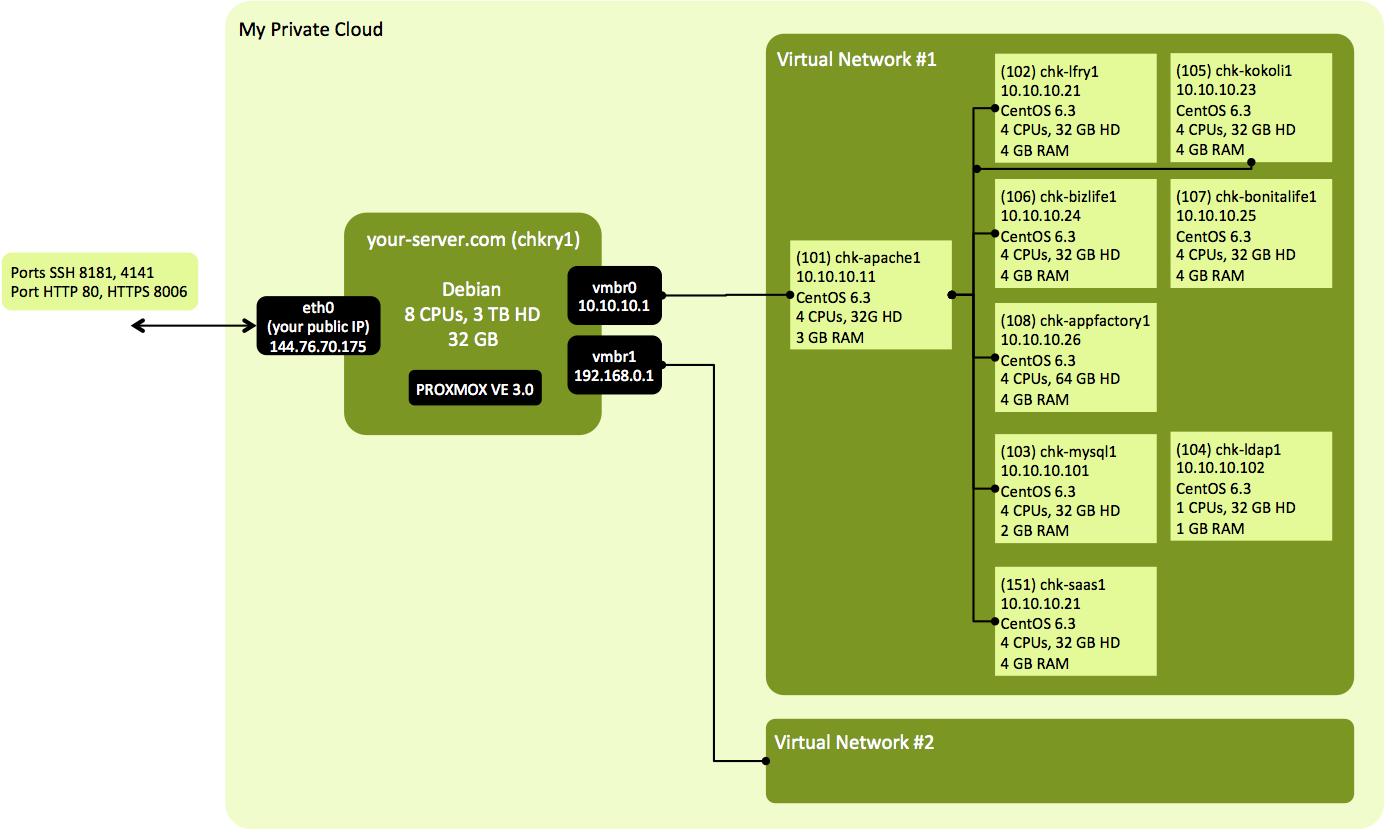 My Private Cloud
Ports SSH 8181, 4141
Port HTTP 80, HTTPS 8006
eth0
(your public IP)
144.76.70.175
your-server.com (chkry1)
Debian
8 CPUs, 3 TB HD
32 GB
PROXMOX VE 3.0
vmbr0
10.10.10.1
vmbr1
192.168.0.1
Virtual Network #1
(101) chk-apache1
10.10.10.11
CentOS 6.3
4 CPUs, 32G HD
3 GB RAM
(102) chk-lfry1
10.10.10.21
CentOS 6.3
4 CPUs, 32 GB HD
4 GB RAM
(105) chk-kokoli1
10.10.10.23
CentOS 6.3
4 CPUs, 32 GB HD
4 GB RAM
(106) chk-bizlife1
10.10.10.24
CentOS 6.3
4 CPUs, 32 GB HD
4 GB RAM
(107) chk-bonitalife1
10.10.10.25
CentOS 6.3
4 CPUs, 32 GB HD
4 GB RAM
(108) chk-appfactory1
10.10.10.26
CentOS 6.3
4 CPUs, 64 GB HD
4 GB RAM
(103) chk-mysql1
10.10.10.101
CentOS 6.3
4 CPUs, 32 GB HD
2 GB RAM
(104) chk-ldap1
10.10.10.102
CentOS 6.3
1 CPUs, 32 GB HD
1 GB RAM
(151) chk-saas1
10.10.10.21
CentOS 6.3
4 CPUs, 32 GB HD
4 GB RAM
Virtual Network #2